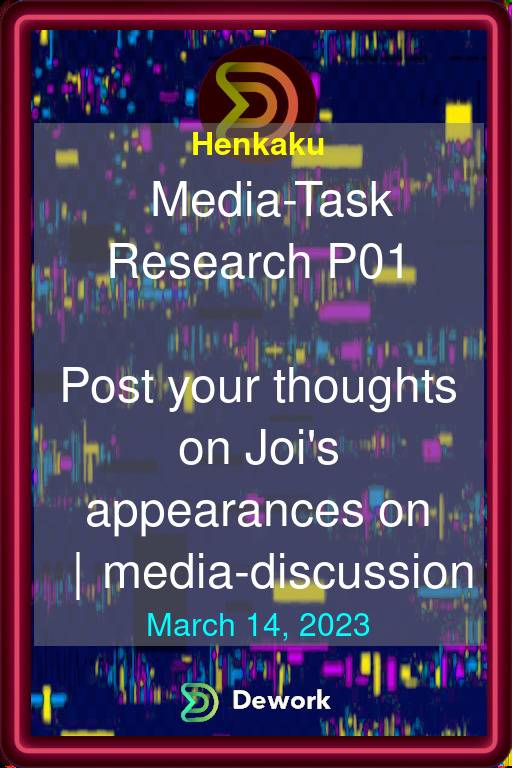 Henkaku
Media-Task
Research P01
Post your thoughts
on Joi's
appearances on
| media-discussion
March 14, 2023
Dework